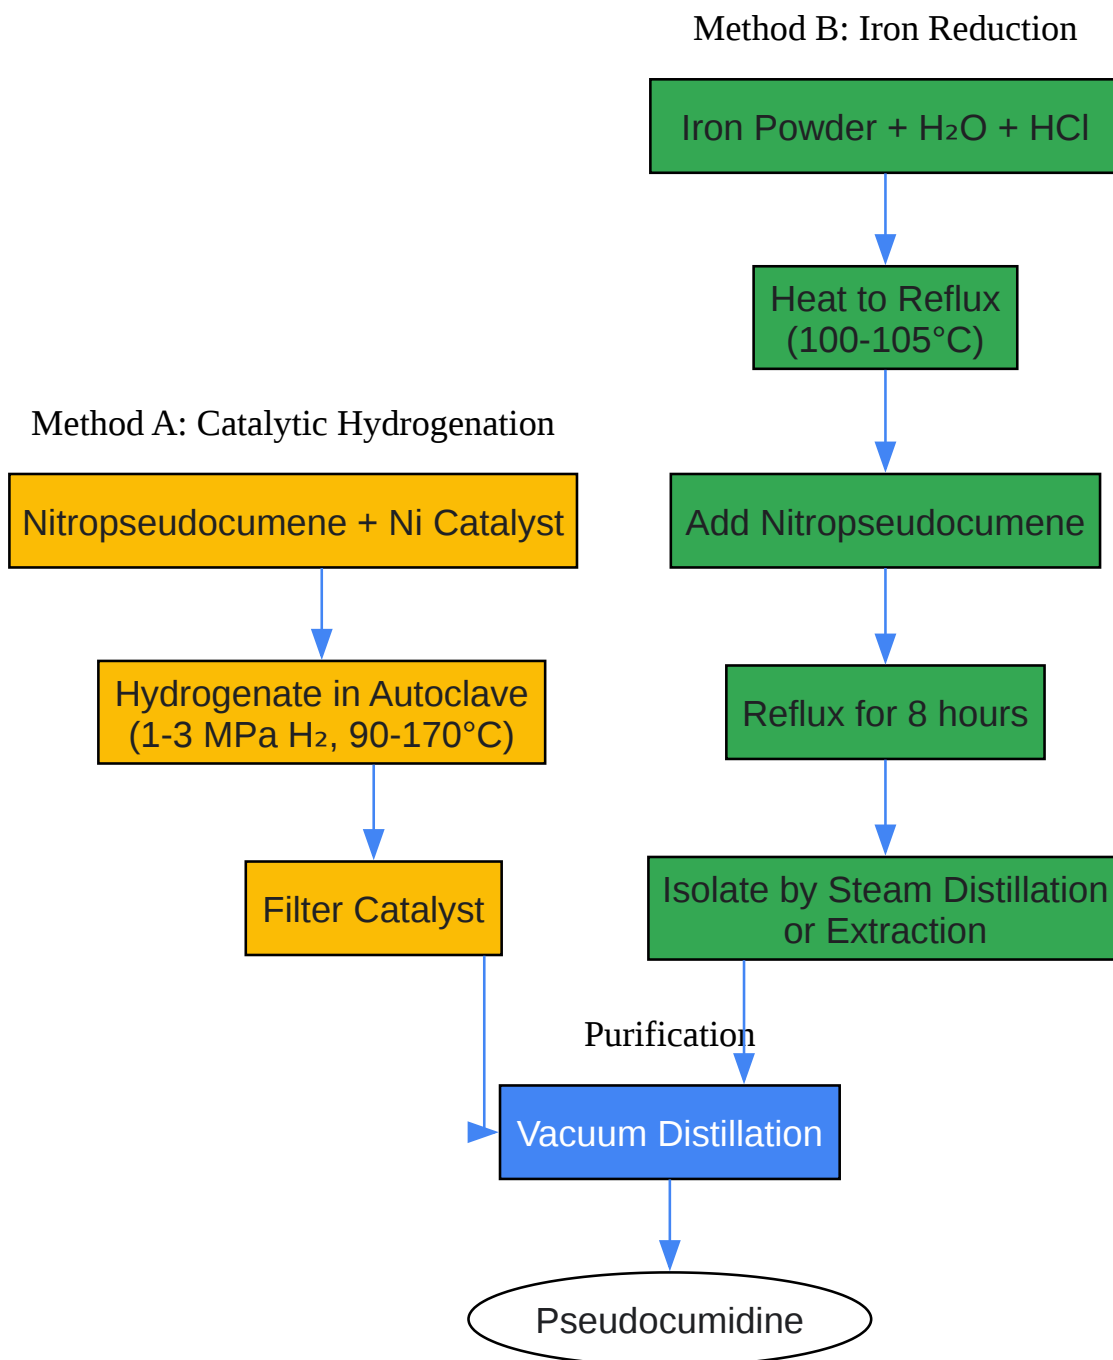 Method B: Iron Reduction
Iron Powder + H₂O + HCl
Heat to Reflux
(100-105°C)
Method A: Catalytic Hydrogenation
Nitropseudocumene + Ni Catalyst
Add Nitropseudocumene
Hydrogenate in Autoclave
(1-3 MPa H₂, 90-170°C)
Reflux for 8 hours
Filter Catalyst
Isolate by Steam Distillation
or Extraction
Purification
Vacuum Distillation
Pseudocumidine